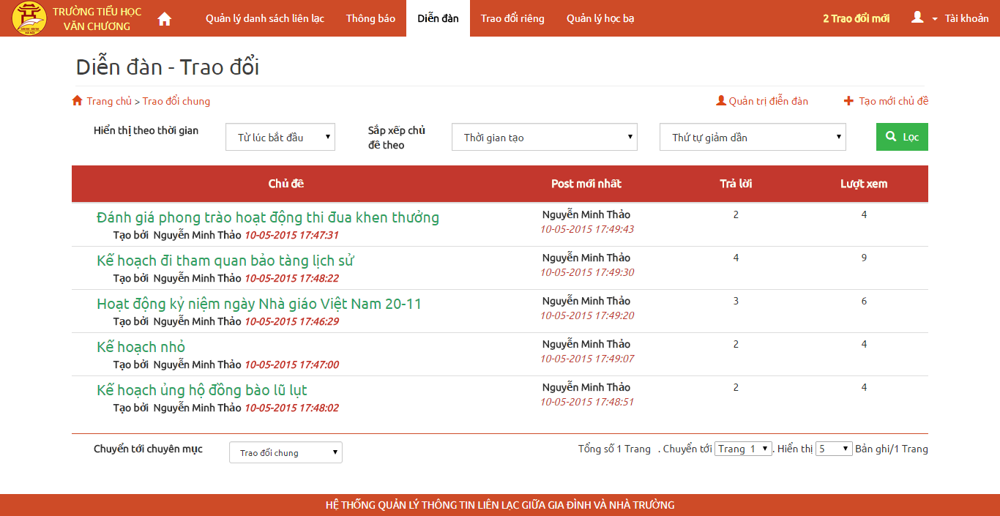 TRƯỜNG TIỂU HỌC
VĂN CHƯƠNG
Quản lý danh sách liên lạc Thông báo Diễn đàn Trao đổi riêng Quản lý học bạ 2 Trao đổi mới Tài khoản
Diễn đàn - Trao đổi
Trang chủ > Trao đổi chung Quản trị điễn đàn Tạo mới chủ đề
Hiển thị theo thời gian Từ lúc bắt đầu Sắp xếp chủ đề theo Thời gian tạo Thứ tự giảm dần Lọc
Chủ đề Post mới nhất Trả lời Lượt xem
Đánh giá phong trào hoạt động thi đua khen thưởng Nguyễn Minh Thảo 2 4
Tạo bởi Nguyễn Minh Thảo 10-05-2015 17:47:31 10-05-2015 17:49:43
Kế hoạch đi tham quan bảo tàng lịch sử Nguyễn Minh Thảo 4 9
Tạo bởi Nguyễn Minh Thảo 10-05-2015 17:48:22 10-05-2015 17:49:30
Hoạt động kỷ niệm ngày Nhà giáo Việt Nam 20-11 Nguyễn Minh Thảo 3 6
Tạo bởi Nguyễn Minh Thảo 10-05-2015 17:46:29 10-05-2015 17:49:20
Kế hoạch nhỏ Nguyễn Minh Thảo 2 4
Tạo bởi Nguyễn Minh Thảo 10-05-2015 17:47:00 10-05-2015 17:49:07
Kế hoạch ủng hộ đồng bào lũ lụt Nguyễn Minh Thảo 2 4
Tạo bởi Nguyễn Minh Thảo 10-05-2015 17:48:02 10-05-2015 17:48:51
Chuyển tới chuyên mục Trao đổi chung Tổng số 1 Trang . Chuyển tới Trang 1 . Hiển thị 5 Bản ghi/1 Trang
HỆ THỐNG QUẢN LÝ THÔNG TIN LIÊN LẠC GIỮA GIA ĐÌNH VÀ NHÀ TRƯỜNG